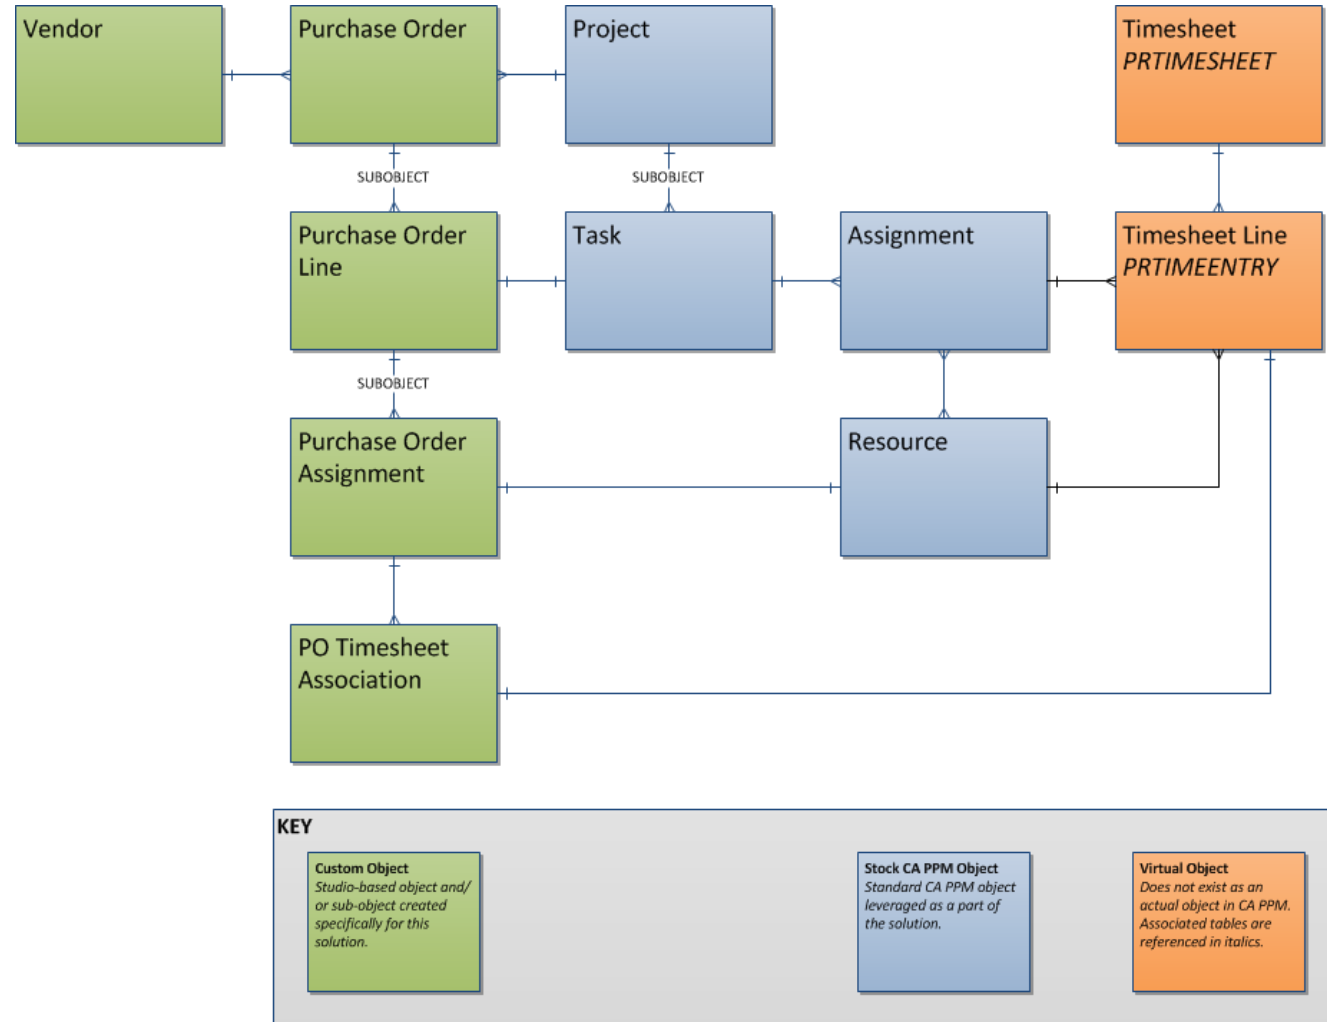 Vendor
Purchase Order
Project
Timesheet
PRTIMESHEET
SUBOBJECT
SUBOBJECT
Purchase Order
Line
Task
Assignment
Timesheet Line
PRTIMEENTRY
SUBOBJECT
Purchase Order
Assignment
Resource
PO Timesheet
Association
KEY
Custom Object
Studio-based object and/
or sub-object created
specifically for this
solution.
Stock CA PPM Object
Standard CA PPM object
leveraged as a part of
the solution.
Virtual Object
Does not exist as an
actual object in CA PPM.
Associated tables are
referenced in italics.